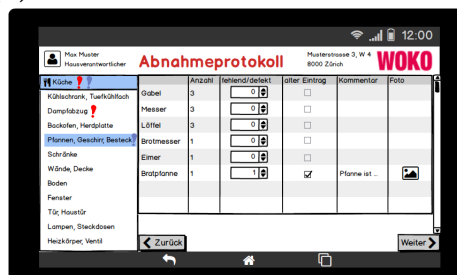 12:00
Max Muster
Hausverantwortlicher
Abnahmeprotokoll
Musterstrasse 3, W 4
8000 Zürich
WOKO
Küche
Kühlschrank, Tuefkühlfach
Dampfabzug
Backofen, Herdplatte
Pfannen, Geschirr, Besteck
Schränke
Wände, Decke
Boden
Fenster
Tür, Haustür
Lampen, Steckdosen
Heizkörper, Ventil
Anzahl fehlend/defekt alter Eintrag Kommentar Foto
Gabel 3 0
Messer 3 0
Löffel 3 0
Brotmesser 1 0
Eimer 1 0
Bratpfanne 1 1 Pfanne ist ...
Zurück
Weiter